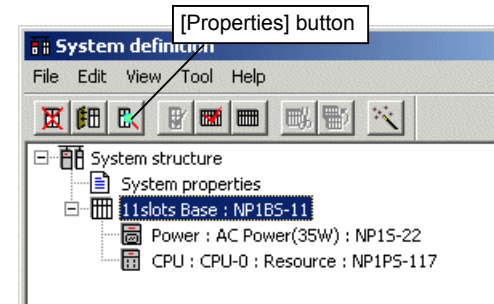 [Properties] button
System definition
File Edit View Tool Help
System structure
System properties
11slots Base : NP1BS-11
Power : AC Power(35W) : NP1S-22
CPU : CPU-0 : Resource : NP1PS-117